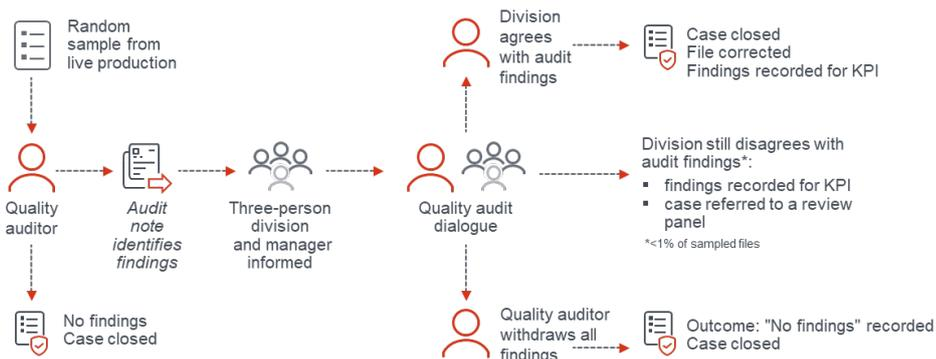 Random
sample from
live production
Division
agrees
with audit
findings
Case closed
File corrected
Findings recorded for KPI
Quality
auditor
Audit
note
identifies
findings
Three-person
division
and manager
informed
Quality audit
dialogue
Division still disagrees with
audit findings*:
▪ findings recorded for KPI
▪ case referred to a review
panel
*<1% of sampled files
No findings
Case closed
Quality auditor
withdraws all
findings
Outcome: "No findings" recorded
Case closed